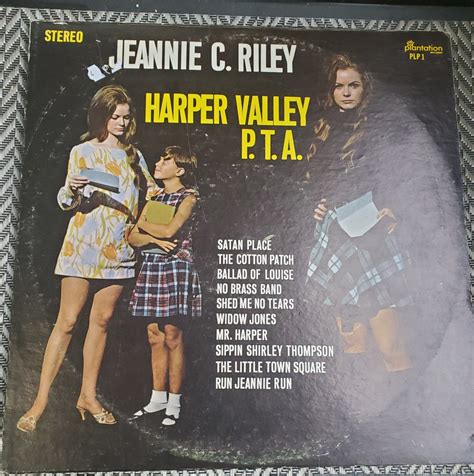 STEREO
JEANNIE C. RILEY
plantation
PLP 1
HARPER VALLEY
P.T.A.
SATAN PLACE
THE COTTON PATCH
BALLAD OF LOUISE
NO BRASS BAND
SHED ME NO TEARS
WIDOW JONES
MR. HARPER
SIPPIN SHIRLEY THOMPSON
THE LITTLE TOWN SQUARE
RUN JEANNIE RUN